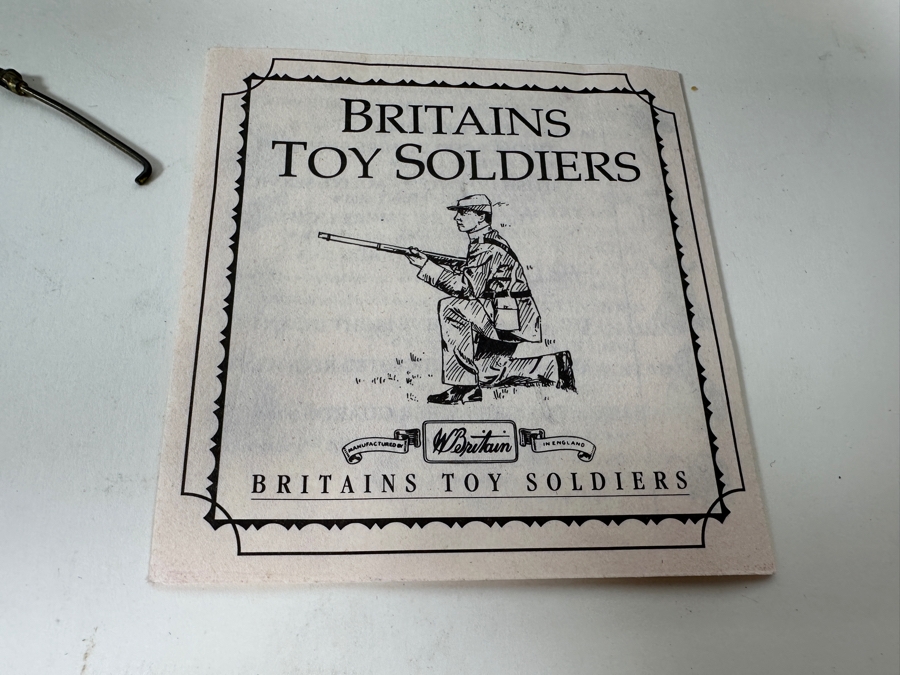 BRITAINS
TOY SOLDIERS
MANUFACTURED BY W Britain IN ENGLAND
BRITAINS TOY SOLDIERS